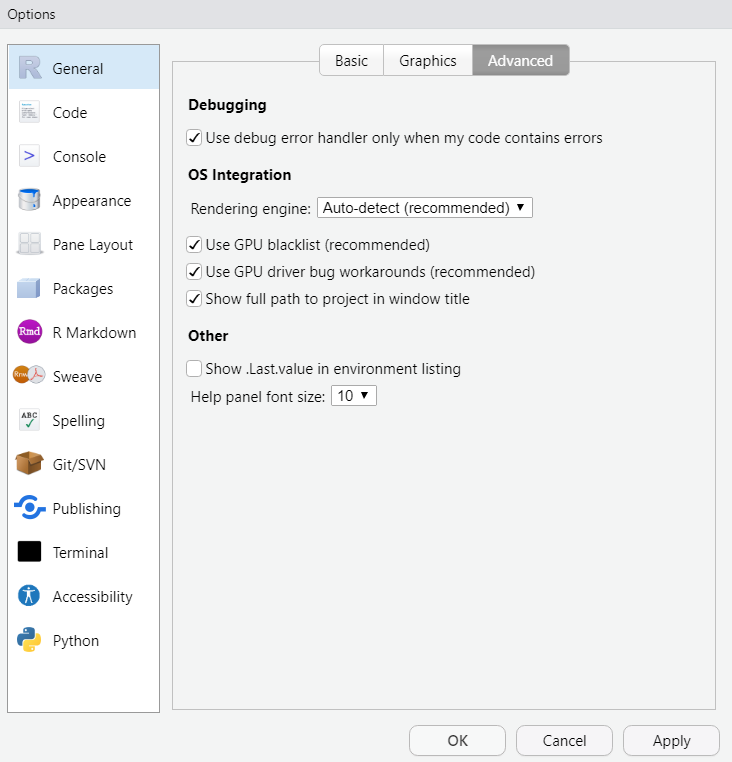 Options
General
Code
Console
Appearance
Pane Layout
Packages
Rmd
R Markdown
Sweave
ABC
Spelling
Git/SVN
Publishing
Terminal
Accessibility
Python
Basic
Graphics
Advanced
Debugging
Use debug error handler only when my code contains errors
OS Integration
Rendering engine: Auto-detect (recommended)
Use GPU blacklist (recommended)
Use GPU driver bug workarounds (recommended)
Show full path to project in window title
Other
Show .Last.value in environment listing
Help panel font size: 10
OK
Cancel
Apply